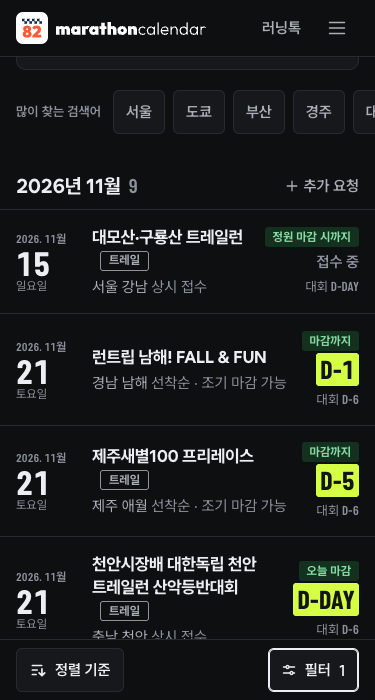 82 marathoncalendar 러닝톡
많이 찾는 검색어 서울 도쿄 부산 경주
2026년 11월 9 + 추가 요청
2026. 11월
15
일요일
대모산·구룡산 트레일런
트레일
서울 강남 상시 접수
정원 마감 시까지
접수 중
대회 D-DAY
2026. 11월
21
토요일
런트립 남해! FALL & FUN
경남 남해 선착순 · 조기 마감 가능
마감까지
D-1
대회 D-6
2026. 11월
21
토요일
제주새별100 프리레이스
트레일
제주 애월 선착순 · 조기 마감 가능
마감까지
D-5
대회 D-6
2026. 11월
21
토요일
천안시장배 대한독립 천안
트레일런 산악등반대회
트레일
충남 천안 상시 접수
오늘 마감
D-DAY
대회 D-6
정렬 기준 필터 1